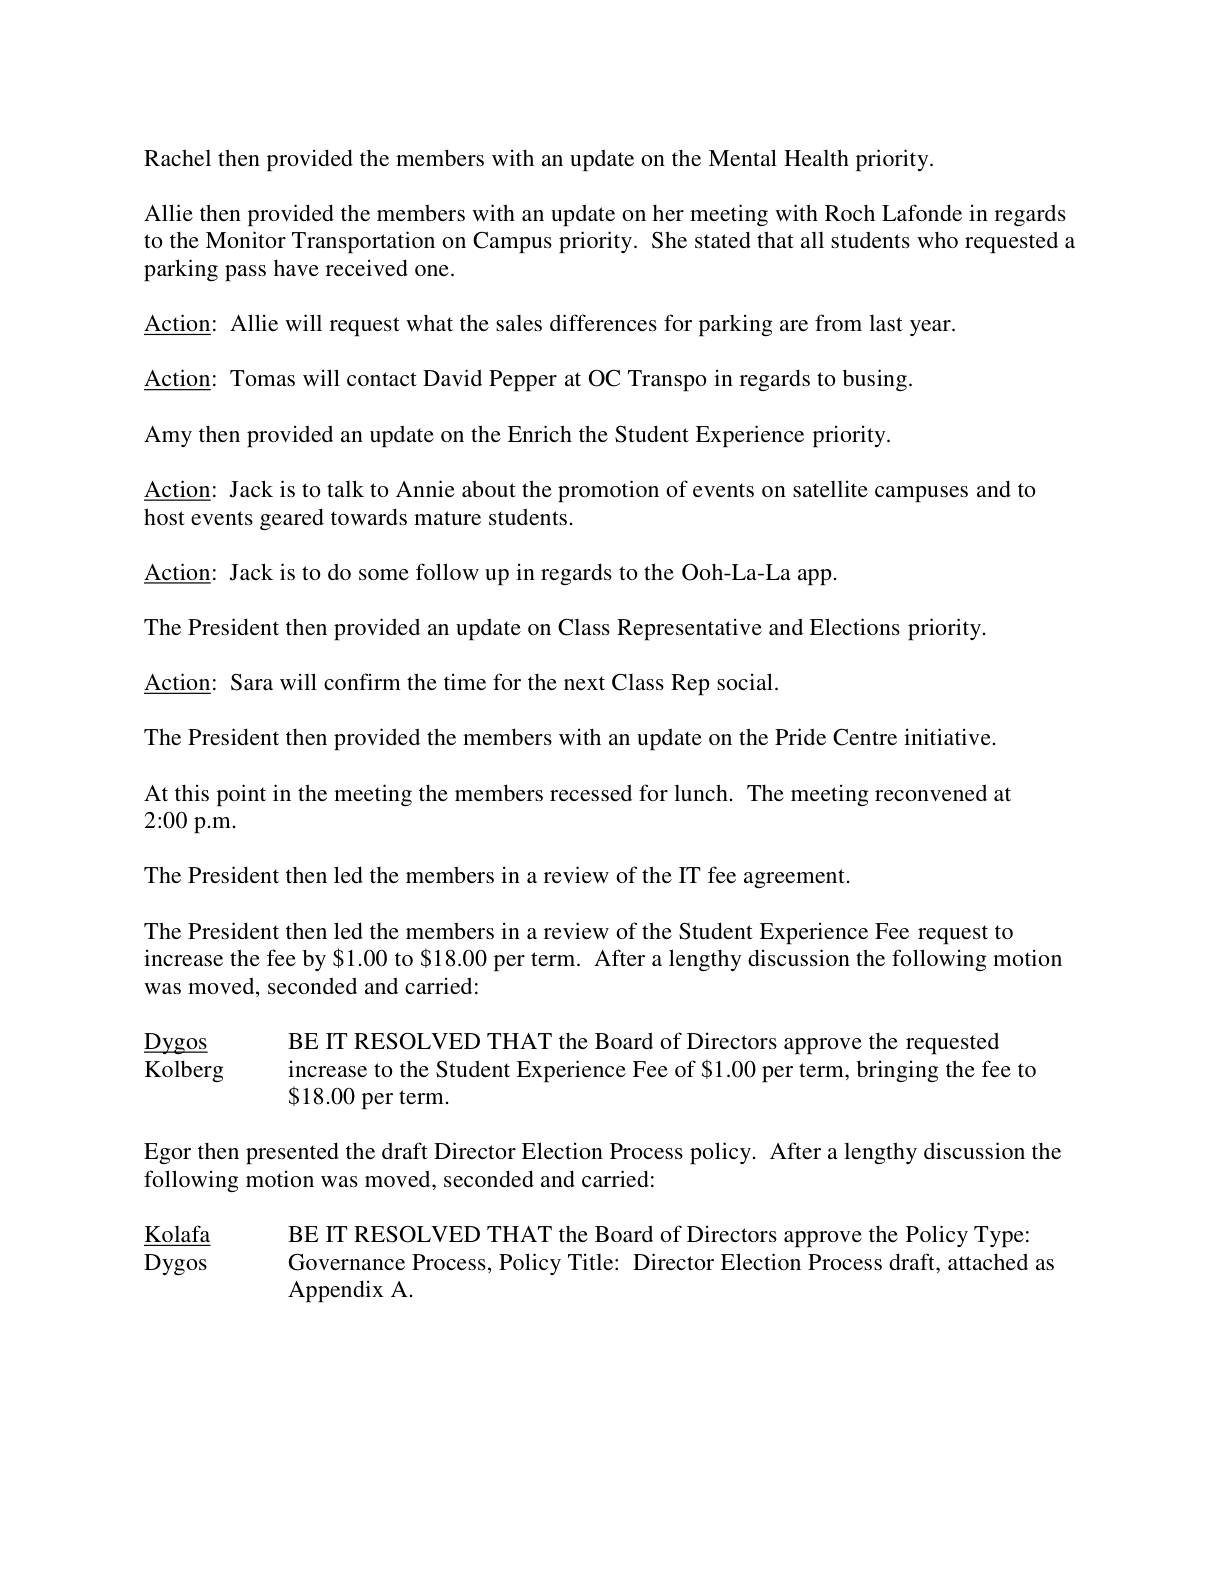 Rachel then provided the members with an update on the Mental Health priority.
Allie then provided the members with an update on her meeting with Roch Lafonde in regards
to the Monitor Transportation on Campus priority.  She stated that all students who requested a
parking pass have received one.
Action:  Allie will request what the sales differences for parking are from last year.
Action:  Tomas will contact David Pepper at OC Transpo in regards to busing.
Amy then provided an update on the Enrich the Student Experience priority.
Action:  Jack is to talk to Annie about the promotion of events on satellite campuses and to
host events geared towards mature students.
Action:  Jack is to do some follow up in regards to the Ooh-La-La app.
The President then provided an update on Class Representative and Elections priority.
Action:  Sara will confirm the time for the next Class Rep social.
The President then provided the members with an update on the Pride Centre initiative.
At this point in the meeting the members recessed for lunch.  The meeting reconvened at
2:00 p.m.
The President then led the members in a review of the IT fee agreement.
The President then led the members in a review of the Student Experience Fee request to
increase the fee by $1.00 to $18.00 per term.  After a lengthy discussion the following motion
was moved, seconded and carried:
Dygos BE IT RESOLVED THAT the Board of Directors approve the requested
Kolberg increase to the Student Experience Fee of $1.00 per term, bringing the fee to
$18.00 per term.
Egor then presented the draft Director Election Process policy.  After a lengthy discussion the
following motion was moved, seconded and carried:
Kolafa BE IT RESOLVED THAT the Board of Directors approve the Policy Type:
Dygos Governance Process, Policy Title:  Director Election Process draft, attached as
Appendix A.